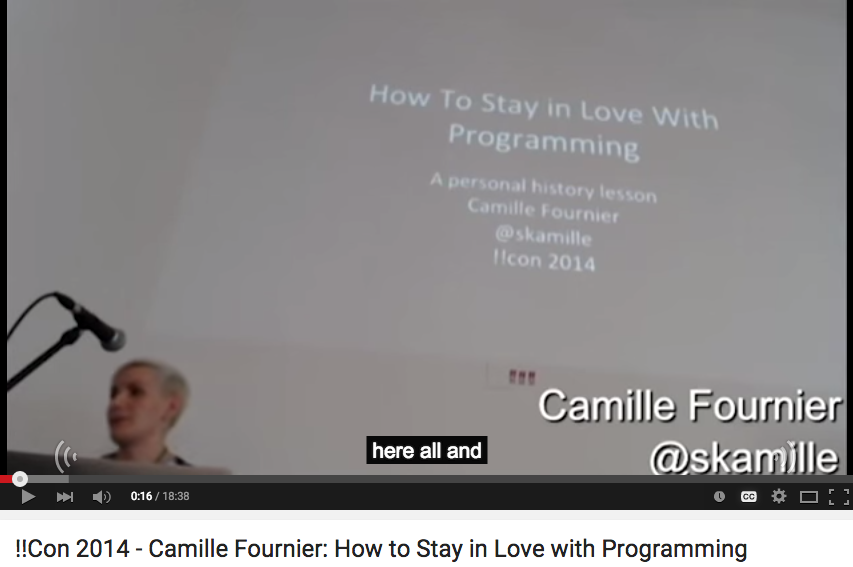 How To Stay in Love With
Programming
A personal history lesson
Camille Fournier
@skamille
!!con 2014
Camille Fournier
@skamille
here all and
0:16 / 18:38
CC
!!Con 2014 - Camille Fournier: How to Stay in Love with Programming